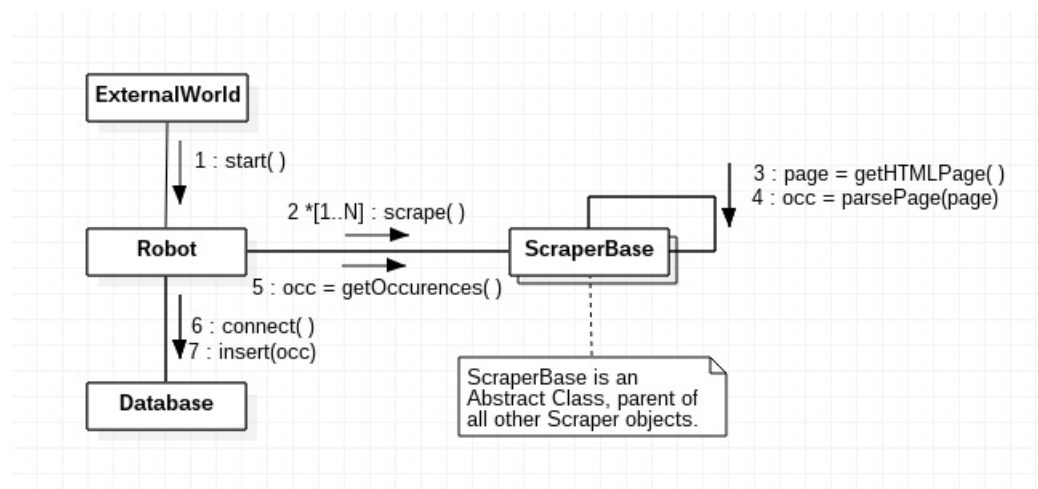 ExternalWorld
1 : start( )
3 : page = getHTMLPage( )
4 : occ = parsePage(page)
2 *[1..N] : scrape( )
Robot
ScraperBase
5 : occ = getOccurences( )
6 : connect( )
7 : insert(occ)
ScraperBase is an
Abstract Class, parent of
all other Scraper objects.
Database